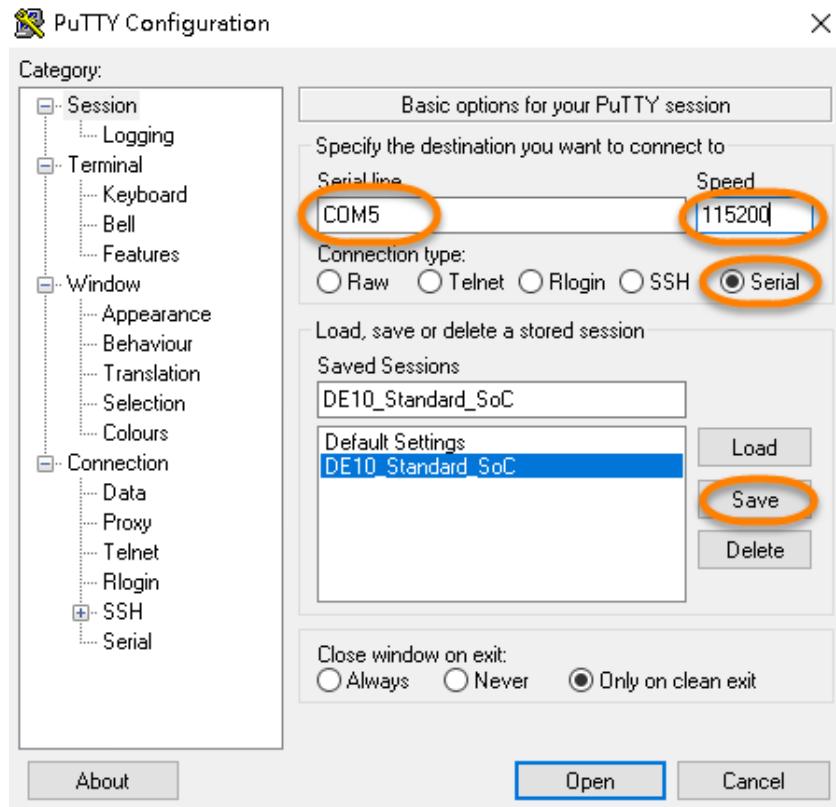 PuTTY Configuration
Category:
Session
Logging
Terminal
Keyboard
Bell
Features
Window
Appearance
Behaviour
Translation
Selection
Colours
Connection
Data
Proxy
Telnet
Rlogin
SSH
Serial
Basic options for your PuTTY session
Specify the destination you want to connect to
Serial line Speed
COM5 115200
Connection type:
Raw Telnet Rlogin SSH Serial
Load, save or delete a stored session
Saved Sessions
DE10_Standard_SoC
Default Settings
DE10_Standard_SoC
Load
Save
Delete
Close window on exit:
Always Never Only on clean exit
About Open Cancel